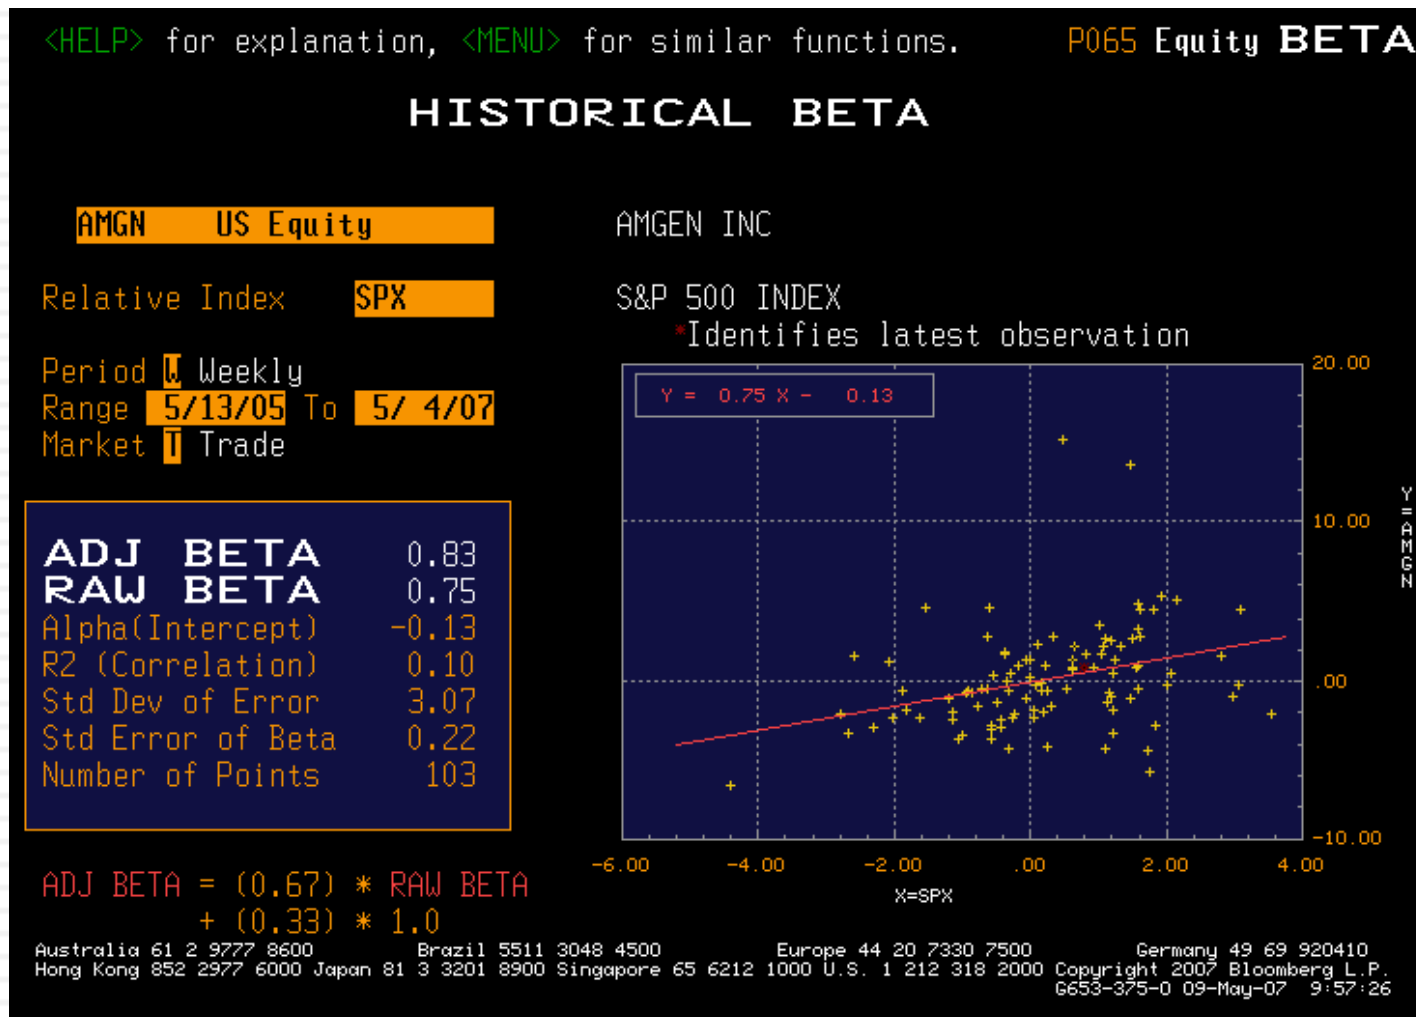 <HELP> for explanation, <MENU> for similar functions. P065 Equity BETA
HISTORICAL BETA
AMGN US Equity AMGEN INC
Relative Index SPX S&P 500 INDEX
*Identifies latest observation
Period W Weekly
Range 5/13/05 To 5/ 4/07
Market T Trade
Y = 0.75 X - 0.13
20.00
10.00
.00
-10.00
Y=AMGN
ADJ BETA 0.83
RAW BETA 0.75
Alpha(Intercept) -0.13
R2 (Correlation) 0.10
Std Dev of Error 3.07
Std Error of Beta 0.22
Number of Points 103
-6.00 -4.00 -2.00 .00 2.00 4.00
X=SPX
ADJ BETA = (0.67) * RAW BETA
+ (0.33) * 1.0
Australia 61 2 9777 8600 Brazil 5511 3048 4500 Europe 44 20 7330 7500 Germany 49 69 920410
Hong Kong 852 2977 6000 Japan 81 3 3201 8900 Singapore 65 6212 1000 U.S. 1 212 318 2000 Copyright 2007 Bloomberg L.P.
G653-375-0 09-May-07 9:57:26